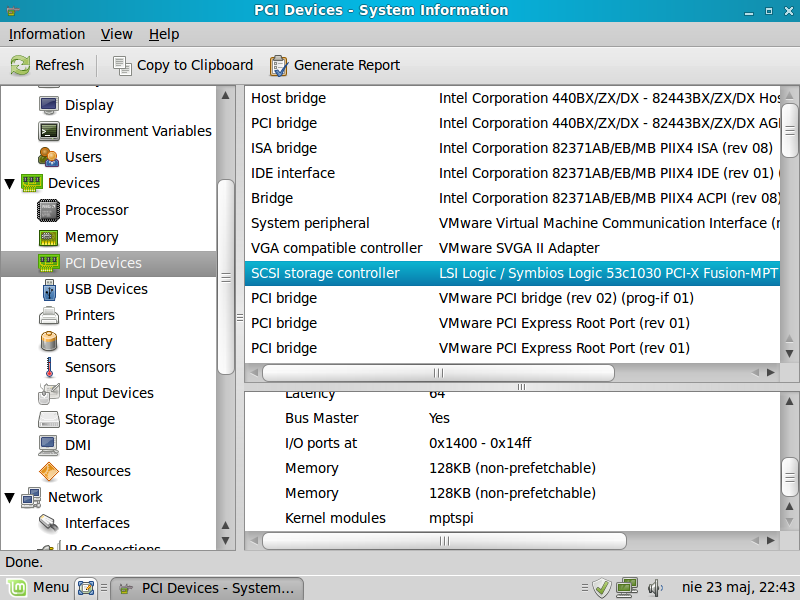 PCI Devices - System Information
Information View Help
Refresh Copy to Clipboard Generate Report
Display
Environment Variables
Users
Devices
Processor
Memory
PCI Devices
USB Devices
Printers
Battery
Sensors
Input Devices
Storage
DMI
Resources
Network
Interfaces
IP Connections
Host bridge Intel Corporation 440BX/ZX/DX - 82443BX/ZX/DX Hos
PCI bridge Intel Corporation 440BX/ZX/DX - 82443BX/ZX/DX AG
ISA bridge Intel Corporation 82371AB/EB/MB PIIX4 ISA (rev 08)
IDE interface Intel Corporation 82371AB/EB/MB PIIX4 IDE (rev 01) (
Bridge Intel Corporation 82371AB/EB/MB PIIX4 ACPI (rev 08)
System peripheral VMware Virtual Machine Communication Interface (r
VGA compatible controller VMware SVGA II Adapter
SCSI storage controller LSI Logic / Symbios Logic 53c1030 PCI-X Fusion-MPT
PCI bridge VMware PCI bridge (rev 02) (prog-if 01)
PCI bridge VMware PCI Express Root Port (rev 01)
PCI bridge VMware PCI Express Root Port (rev 01)
Latency 64
Bus Master Yes
I/O ports at 0x1400 - 0x14ff
Memory 128KB (non-prefetchable)
Memory 128KB (non-prefetchable)
Kernel modules mptspi
Done.
Menu PCI Devices - System... nie 23 maj, 22:43